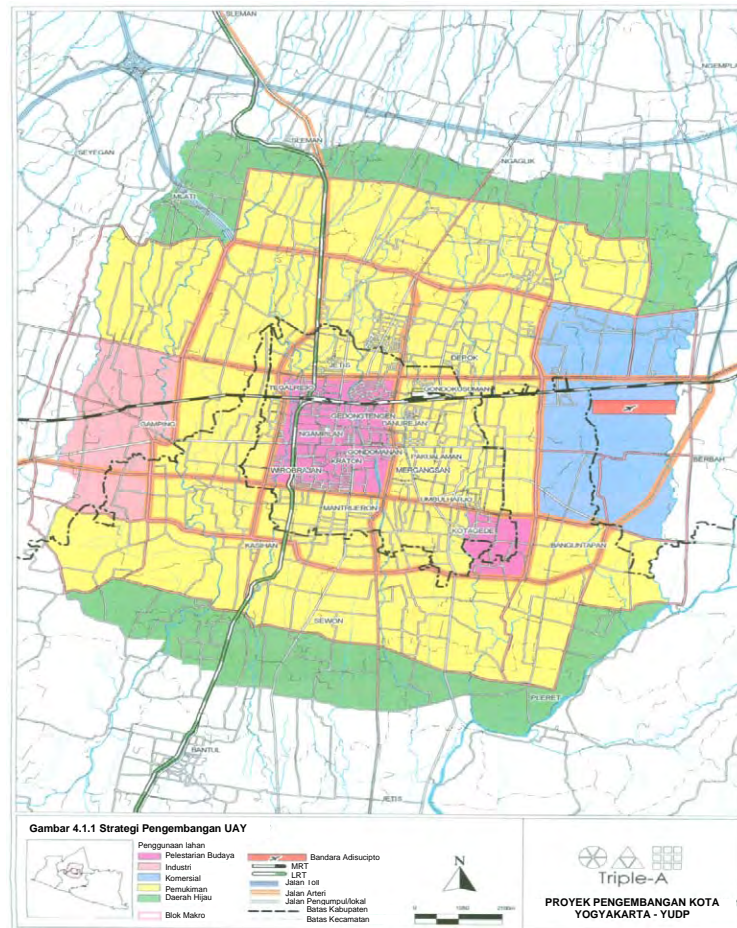 SLEMAN
NGEMPLA
SLEMAN
SEYEGAN
NGAGLIK
MLATI
DEPOK
JETIS
TEGALREJO
GONDOKUSUMAN
GEDONGTENGEN
GAMPING
DANUREJAN
NGAMPILAN
GONDOMANAN
PAKUALAMAN
BERBAH
KRATON
WIROBRAJAN
MERGANGSAN
UMBULHARJO
MANTRIJERON
KOTAGEDE
KASIHAN
BANGUNTAPAN
SEWON
PLERET
BANTUL
JETIS
Gambar 4.1.1 Strategi Pengembangan UAY
Penggunaan lahan
Pelestarian Budaya
Industri
Komersial
Pemukiman
Daerah Hijau
Blok Makro
Bandara Adisucipto
MRT
LRT
Jalan Toll
Jalan Arteri
Jalan Pengumpul/lokal
Batas Kabupaten
Batas Kecamatan
N
0
Triple-A
PROYEK PENGEMBANGAN KOTA
YOGYAKARTA - YUDP